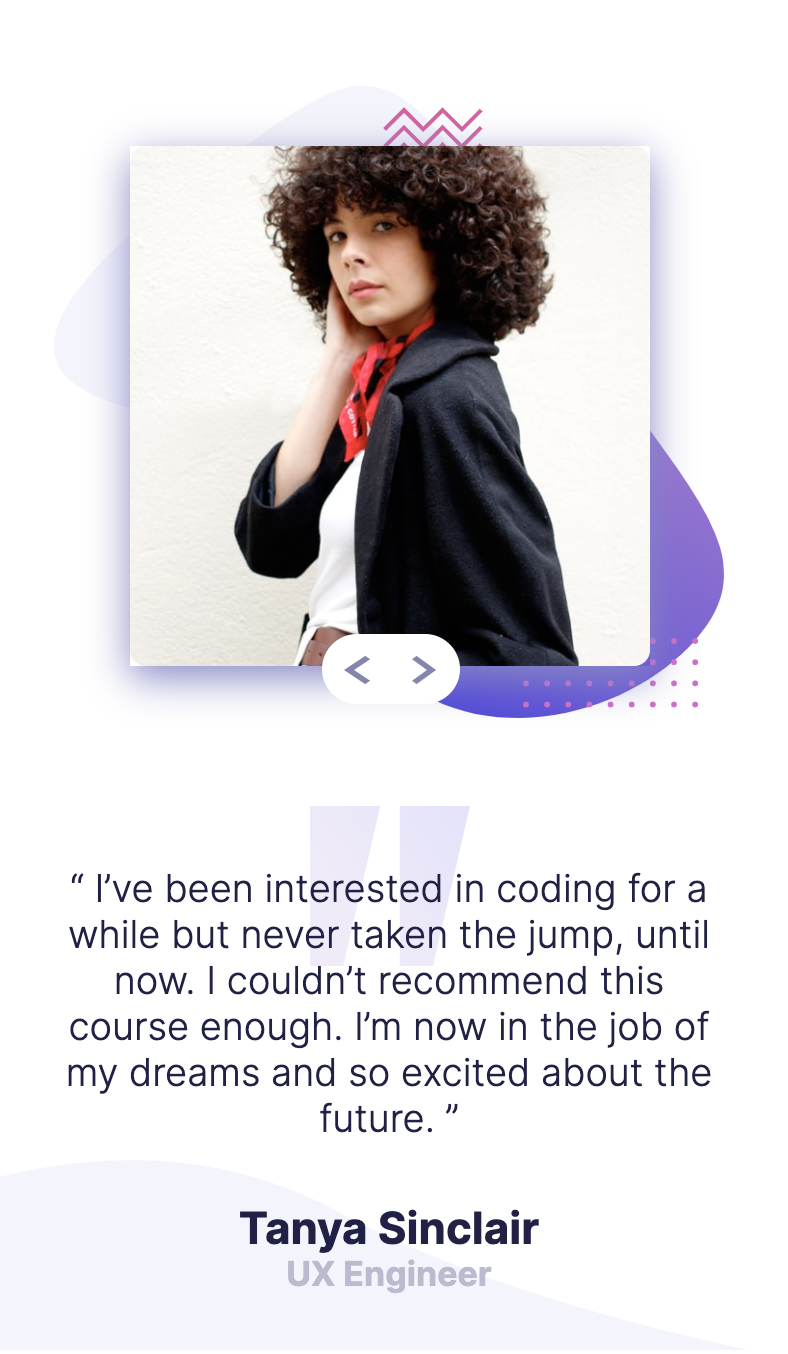 “ I’ve been interested in coding for a
while but never taken the jump, until
now. I couldn’t recommend this
course enough. I’m now in the job of
my dreams and so excited about the
future. ”
Tanya Sinclair
UX Engineer